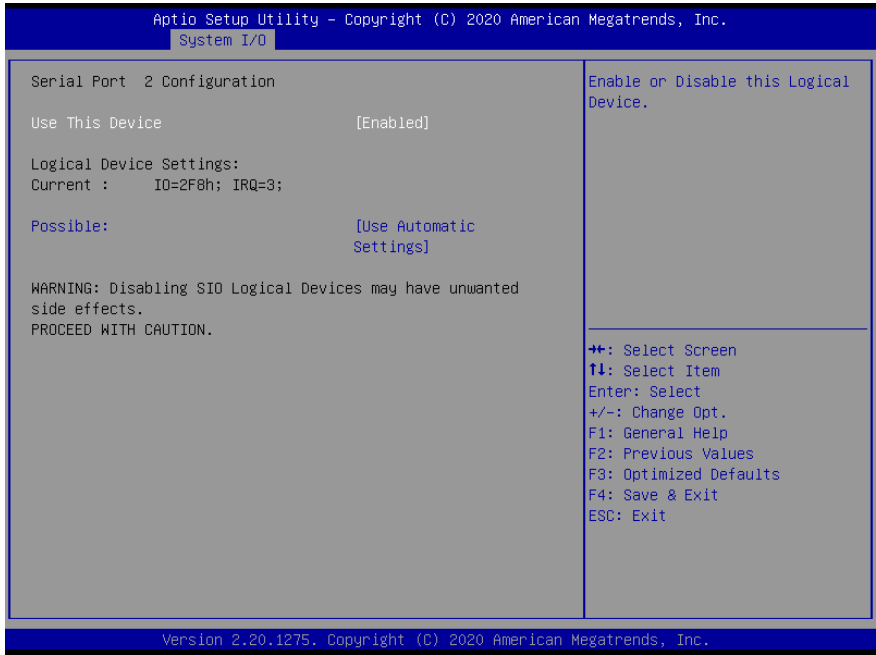 Aptio Setup Utility – Copyright (C) 2020 American Megatrends, Inc.
System I/O
Serial Port  2 Configuration
Use This Device [Enabled]
Logical Device Settings:
Current : IO=2F8h; IRQ=3;
Possible: [Use Automatic
Settings]
WARNING: Disabling SIO Logical Devices may have unwanted
side effects.
PROCEED WITH CAUTION.
Enable or Disable this Logical
Device.
→←: Select Screen
↑↓: Select Item
Enter: Select
+/-: Change Opt.
F1: General Help
F2: Previous Values
F3: Optimized Defaults
F4: Save & Exit
ESC: Exit
Version 2.20.1275. Copyright (C) 2020 American Megatrends, Inc.